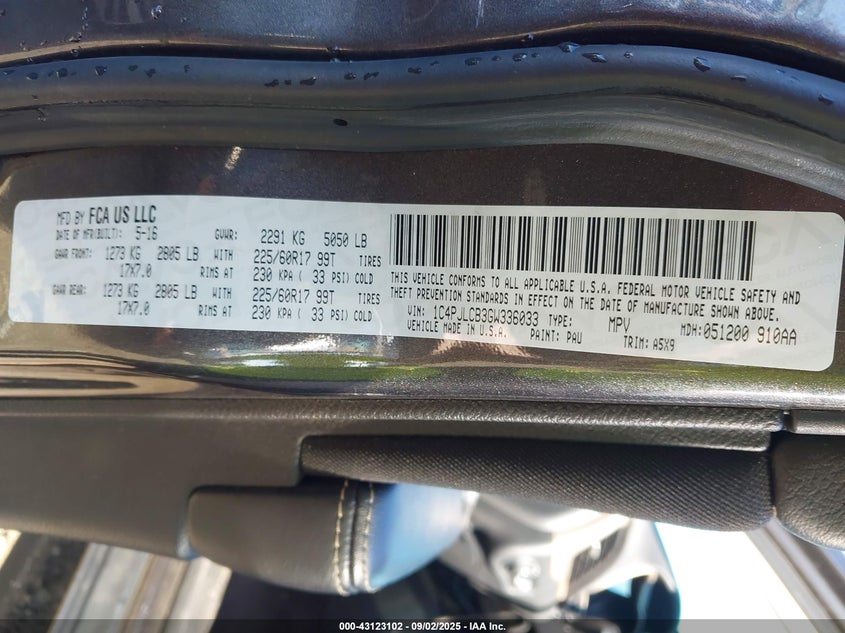 MFD BY FCA US LLC
DATE OF MFR(BUILT): 5-16 GVWR: 2291 KG 5050 LB
GAWR FRONT: 1273 KG 2805 LB WITH 225/60R17 99T TIRES
17X7.0 RIMS AT 230 KPA ( 33 PSI) COLD
GAWR REAR: 1273 KG 2805 LB WITH 225/60R17 99T TIRES
17X7.0 RIMS AT 230 KPA ( 33 PSI) COLD
THIS VEHICLE CONFORMS TO ALL APPLICABLE U.S.A. FEDERAL MOTOR VEHICLE SAFETY AND
THEFT PREVENTION STANDARDS IN EFFECT ON THE DATE OF MANUFACTURE SHOWN ABOVE.
VIN: 1C4PJLCB3GW336033 TYPE: MPV MDH: 051200 910AA
VEHICLE MADE IN U.S.A. PAINT: PAU TRIM: A5X9
000-43123102 - 09/02/2025 - IAA Inc.